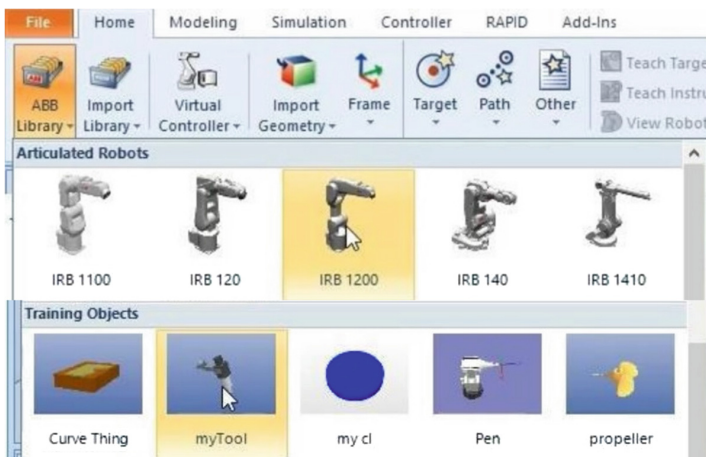 File Home Modeling Simulation Controller RAPID Add-Ins
ABB
Library
Import
Library
Virtual
Controller
Import
Geometry
Frame
Target
Path
Other
Teach Targe
Teach Instru
View Robot
Articulated Robots
IRB 1100 IRB 120 IRB 1200 IRB 140 IRB 1410
Training Objects
Curve Thing myTool my cl Pen propeller